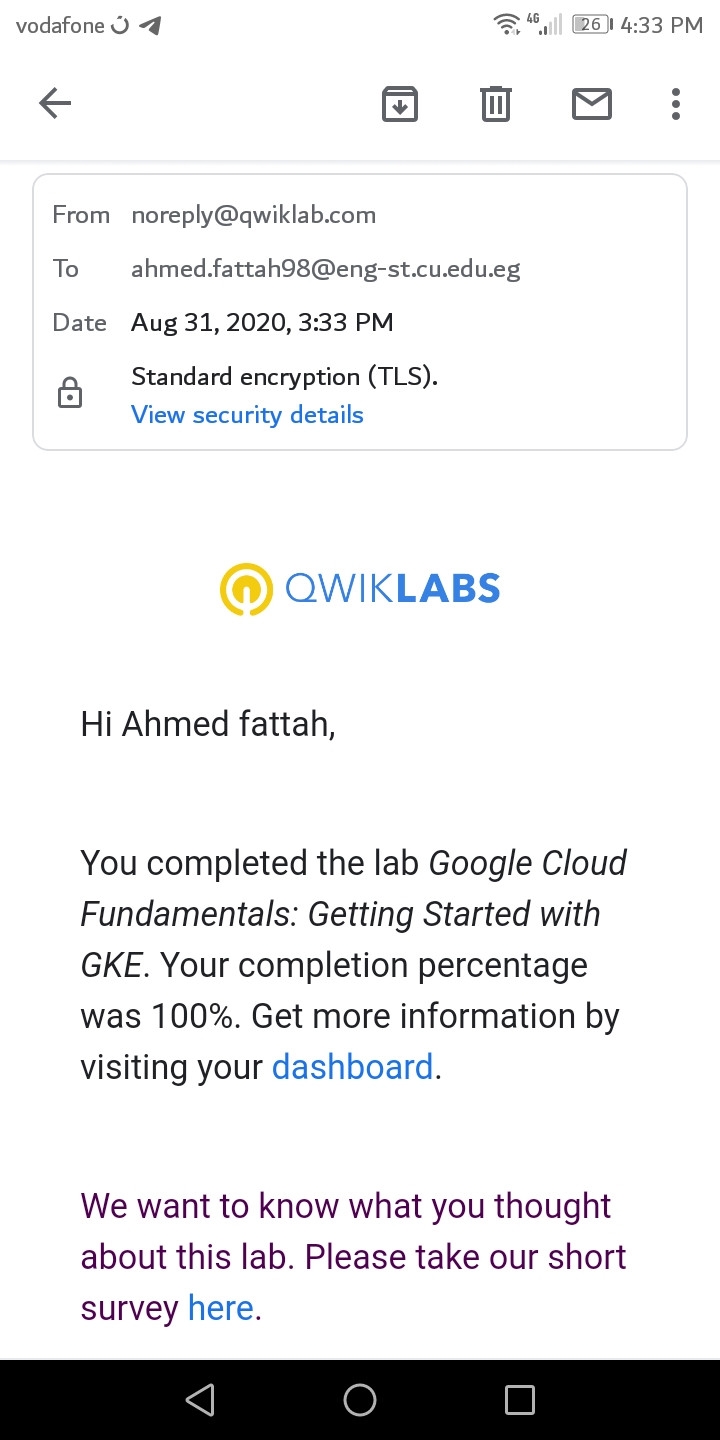 vodafone 4G 26 4:33 PM
From noreply@qwiklab.com
To ahmed.fattah98@eng-st.cu.edu.eg
Date Aug 31, 2020, 3:33 PM
Standard encryption (TLS).
View security details
QWIKLABS
Hi Ahmed fattah,
You completed the lab Google Cloud
Fundamentals: Getting Started with
GKE. Your completion percentage
was 100%. Get more information by
visiting your dashboard.
We want to know what you thought
about this lab. Please take our short
survey here.